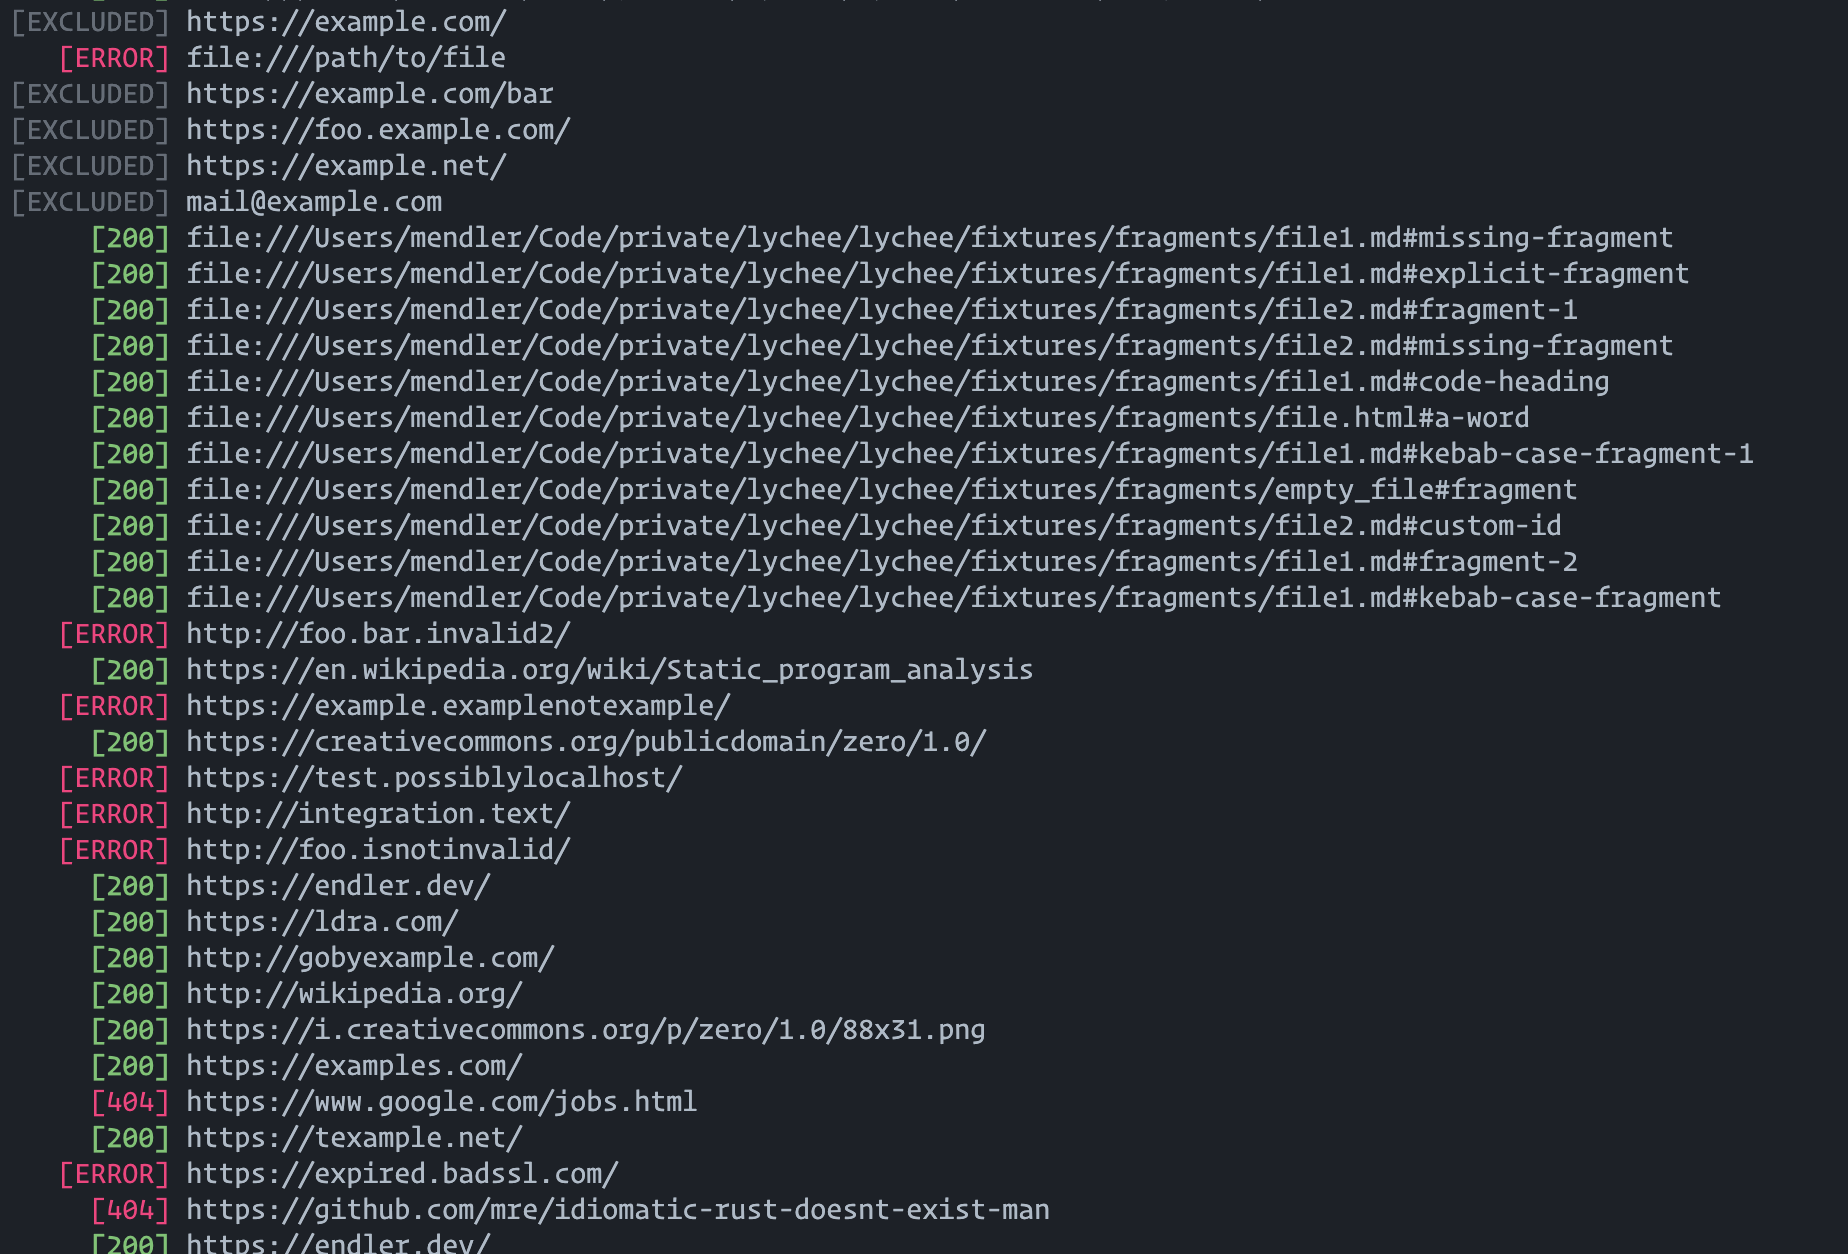 [EXCLUDED] https://example.com/
[ERROR] file:///path/to/file
[EXCLUDED] https://example.com/bar
[EXCLUDED] https://foo.example.com/
[EXCLUDED] https://example.net/
[EXCLUDED] mail@example.com
[200] file:///Users/mendler/Code/private/lychee/lychee/fixtures/fragments/file1.md#missing-fragment
[200] file:///Users/mendler/Code/private/lychee/lychee/fixtures/fragments/file1.md#explicit-fragment
[200] file:///Users/mendler/Code/private/lychee/lychee/fixtures/fragments/file2.md#fragment-1
[200] file:///Users/mendler/Code/private/lychee/lychee/fixtures/fragments/file2.md#missing-fragment
[200] file:///Users/mendler/Code/private/lychee/lychee/fixtures/fragments/file1.md#code-heading
[200] file:///Users/mendler/Code/private/lychee/lychee/fixtures/fragments/file.html#a-word
[200] file:///Users/mendler/Code/private/lychee/lychee/fixtures/fragments/file1.md#kebab-case-fragment-1
[200] file:///Users/mendler/Code/private/lychee/lychee/fixtures/fragments/empty_file#fragment
[200] file:///Users/mendler/Code/private/lychee/lychee/fixtures/fragments/file2.md#custom-id
[200] file:///Users/mendler/Code/private/lychee/lychee/fixtures/fragments/file1.md#fragment-2
[200] file:///Users/mendler/Code/private/lychee/lychee/fixtures/fragments/file1.md#kebab-case-fragment
[ERROR] http://foo.bar.invalid2/
[200] https://en.wikipedia.org/wiki/Static_program_analysis
[ERROR] https://example.examplenotexample/
[200] https://creativecommons.org/publicdomain/zero/1.0/
[ERROR] https://test.possiblylocalhost/
[ERROR] http://integration.text/
[ERROR] http://foo.isnotinvalid/
[200] https://endler.dev/
[200] https://ldra.com/
[200] http://gobyexample.com/
[200] http://wikipedia.org/
[200] https://i.creativecommons.org/p/zero/1.0/88x31.png
[200] https://examples.com/
[404] https://www.google.com/jobs.html
[200] https://texample.net/
[ERROR] https://expired.badssl.com/
[404] https://github.com/mre/idiomatic-rust-doesnt-exist-man
[200] https://endler.dev/